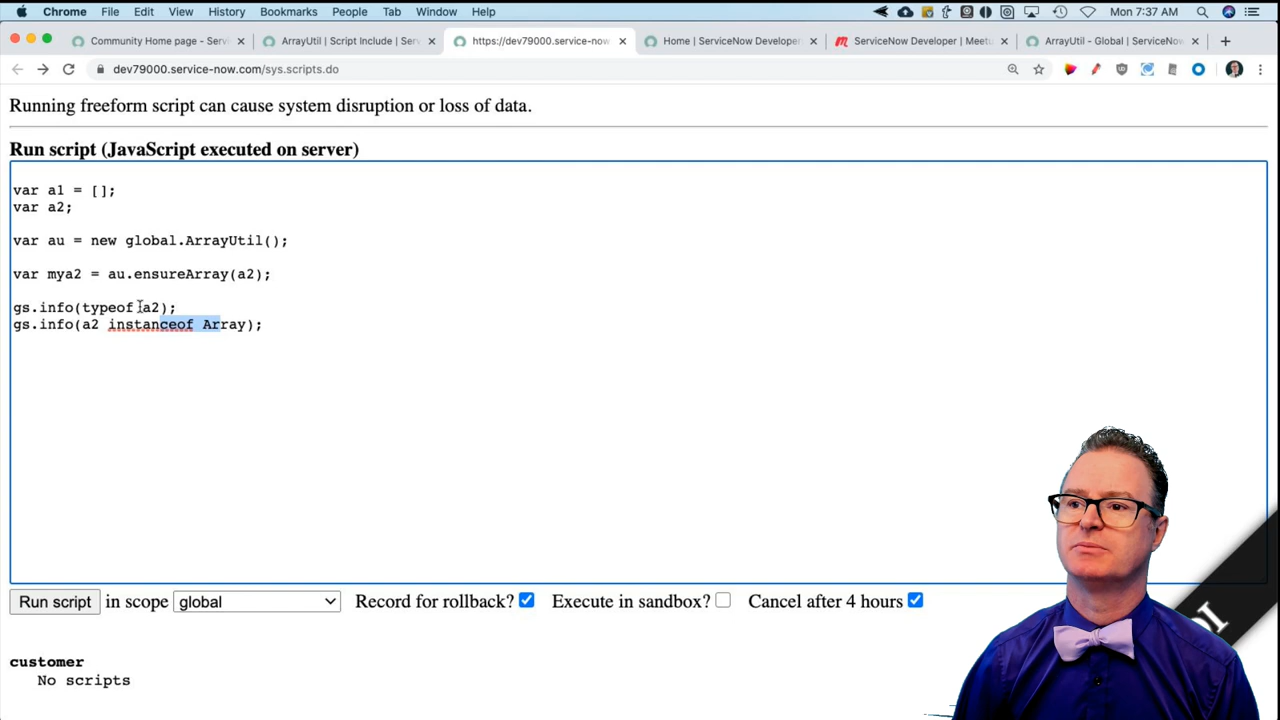 Chrome File Edit View History Bookmarks People Tab Window Help Mon 7:37 AM
Community Home page - Servi
ArrayUtil | Script Include | Serv
https://dev79000.service-now
Home | ServiceNow Developer
ServiceNow Developer | Meetu
ArrayUtil - Global | ServiceNow
dev79000.service-now.com/sys.scripts.do
Running freeform script can cause system disruption or loss of data.
Run script (JavaScript executed on server)
var a1 = [];
var a2;
var au = new global.ArrayUtil();
var mya2 = au.ensureArray(a2);
gs.info(typeof a2);
gs.info(a2 instanceof Array);
Run script in scope global Record for rollback? Execute in sandbox? Cancel after 4 hours
customer
No scripts